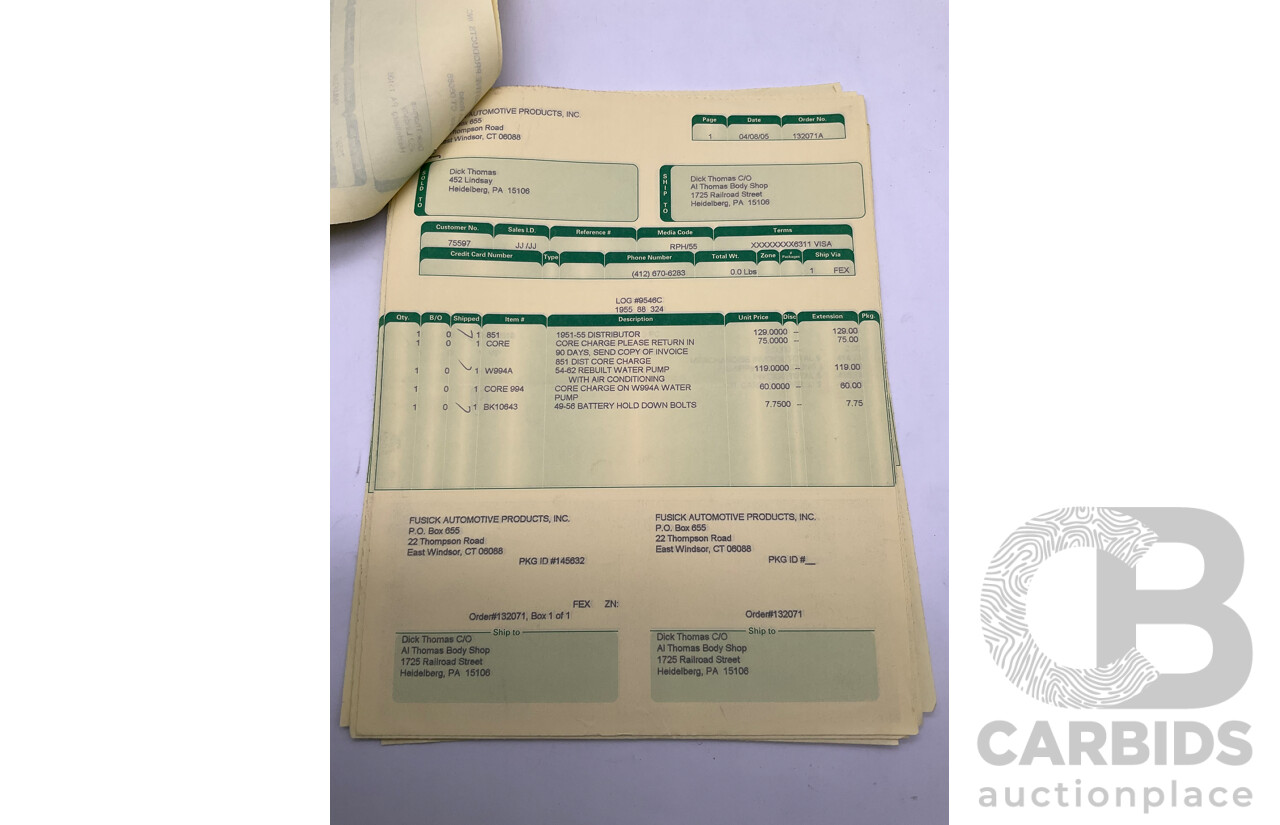 AUTOMOTIVE PRODUCTS, INC.
Box 655
Thompson Road
Windsor, CT 06088
Page Date Order No.
1 04/08/05 132071A
SOLD TO
Dick Thomas
452 Lindsay
Heidelberg, PA 15106
SHIP TO
Dick Thomas C/O
Al Thomas Body Shop
1725 Railroad Street
Heidelberg, PA 15106
Customer No. Sales I.D. Reference # Media Code Terms
75597 JJ /JJ RPH/55 XXXXXXXX6311 VISA
Credit Card Number Type Phone Number Total Wt. Zone # Packages Ship Via
(412) 670-6283 0.0 Lbs 1 FEX
LOG #9546C
1955 88 324
Qty. B/O Shipped Item # Description Unit Price Disc Extension Pkg.
1 0 1 851 1951-55 DISTRIBUTOR 129.0000 -- 129.00
1 0 1 CORE CORE CHARGE PLEASE RETURN IN 75.0000 -- 75.00
90 DAYS, SEND COPY OF INVOICE
851 DIST CORE CHARGE
1 0 1 W994A 54-62 REBUILT WATER PUMP 119.0000 -- 119.00
WITH AIR CONDITIONING
1 0 1 CORE 994 CORE CHARGE ON W994A WATER 60.0000 -- 60.00
PUMP
1 0 1 BK10643 49-56 BATTERY HOLD DOWN BOLTS 7.7500 -- 7.75
FUSICK AUTOMOTIVE PRODUCTS, INC.
P.O. Box 655
22 Thompson Road
East Windsor, CT 06088
PKG ID #145632
FEX ZN:
Order#132071, Box 1 of 1
Ship to
Dick Thomas C/O
Al Thomas Body Shop
1725 Railroad Street
Heidelberg, PA 15106
FUSICK AUTOMOTIVE PRODUCTS, INC.
P.O. Box 655
22 Thompson Road
East Windsor, CT 06088
PKG ID #__
Order#132071
Ship to
Dick Thomas C/O
Al Thomas Body Shop
1725 Railroad Street
Heidelberg, PA 15106
CB
CARBIDS
auctionplace